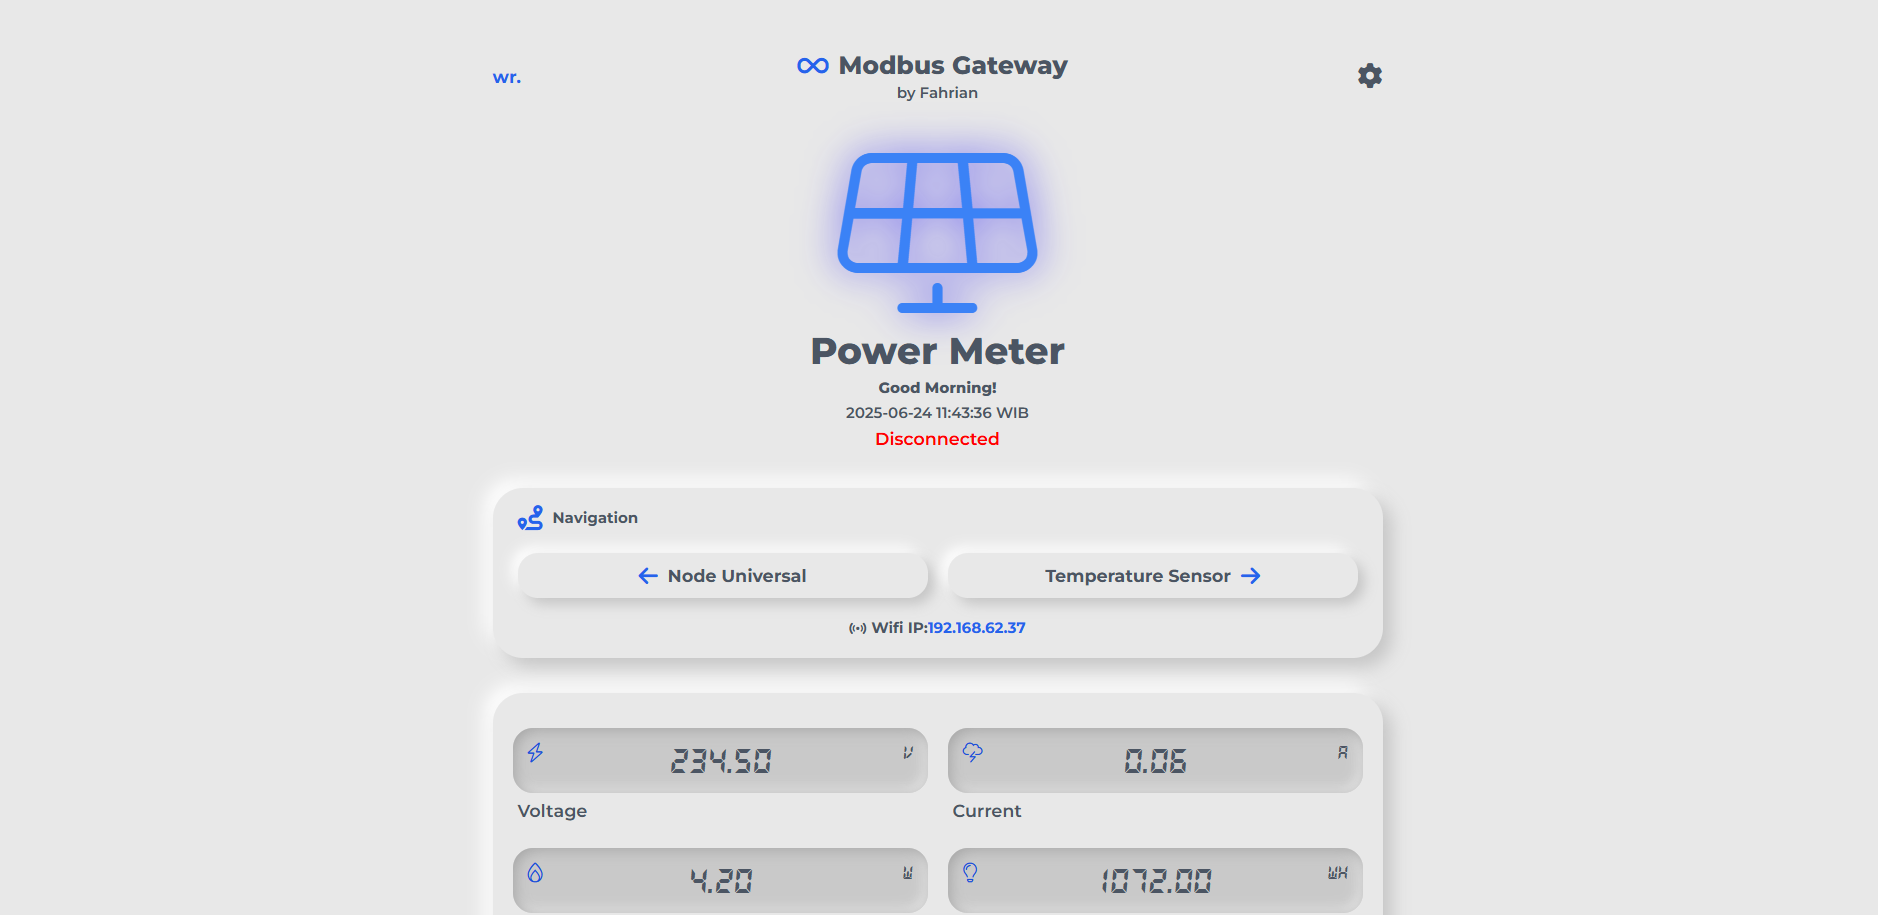 wr.
Modbus Gateway
by Fahrian
Power Meter
Good Morning!
2025-06-24 11:43:36 WIB
Disconnected
Navigation
Node Universal
Temperature Sensor
Wifi IP:192.168.62.37
234.50 V
Voltage
0.06 A
Current
4.20 W
1072.00 WH